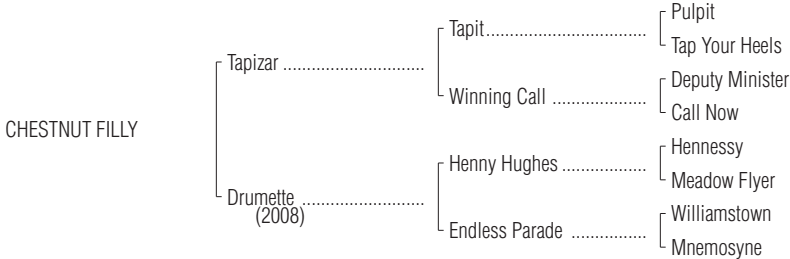 Pulpit
Tapit
Tap Your Heels
Tapizar
Deputy Minister
Winning Call
Call Now
CHESTNUT FILLY
Hennessy
Henny Hughes
Meadow Flyer
Drumette
(2008)
Williamstown
Endless Parade
Mnemosyne